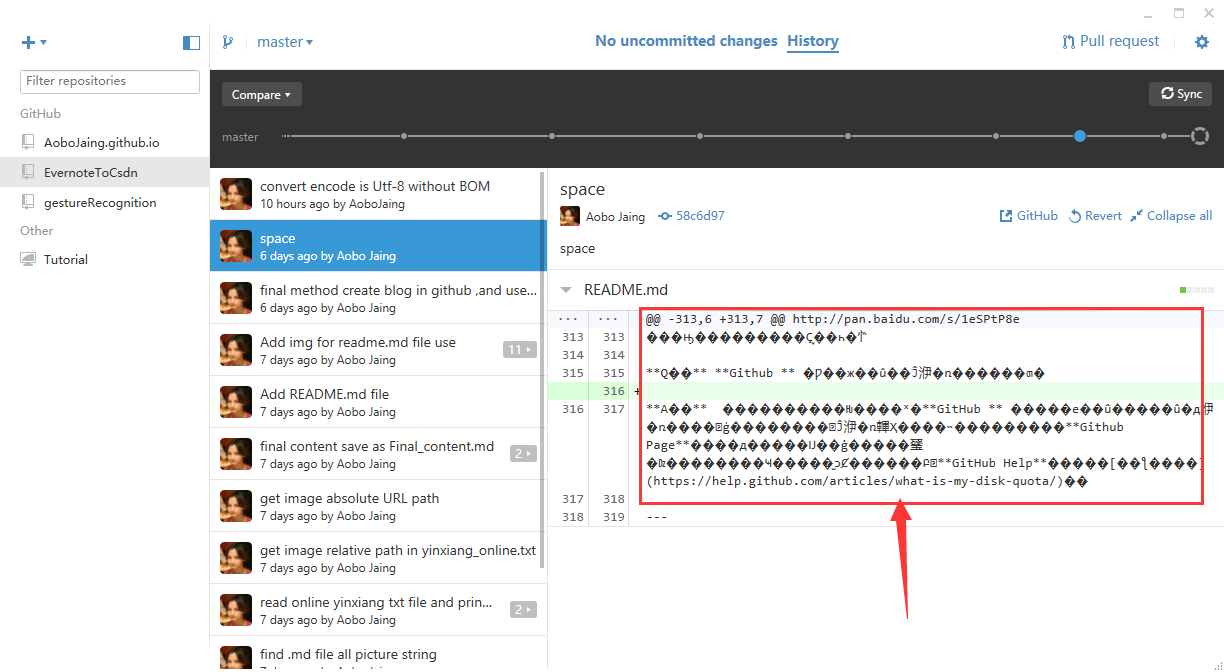 master
No uncommitted changes
History
Pull request
Filter repositories
GitHub
AoboJaing.github.io
EvernoteToCsdn
gestureRecognition
Other
Tutorial
Compare
Sync
master
convert encode is Utf-8 without BOM
10 hours ago by AoboJaing
space
6 days ago by Aobo Jaing
final method create blog in github ,and use...
6 days ago by Aobo Jaing
Add img for readme.md file use
7 days ago by Aobo Jaing
11
Add README.md file
7 days ago by Aobo Jaing
final content save as Final_content.md
7 days ago by Aobo Jaing
2
get image absolute URL path
7 days ago by Aobo Jaing
get image relative path in yinxiang_online.txt
7 days ago by Aobo Jaing
read online yinxiang txt file and prin...
7 days ago by Aobo Jaing
2
find .md file all picture string
space
Aobo Jaing
58c6d97
GitHub
Revert
Collapse all
space
README.md
... ... @@ -313,6 +313,7 @@ http://pan.baidu.com/s/1eSPtP8e
313 313
314 314
315 315 **Q��** **Github **
316 +
316 317 **A��** **GitHub **
**Github
Page**
**GitHub Help**
(https://help.github.com/articles/what-is-my-disk-quota/)��
317 318
318 319 ---